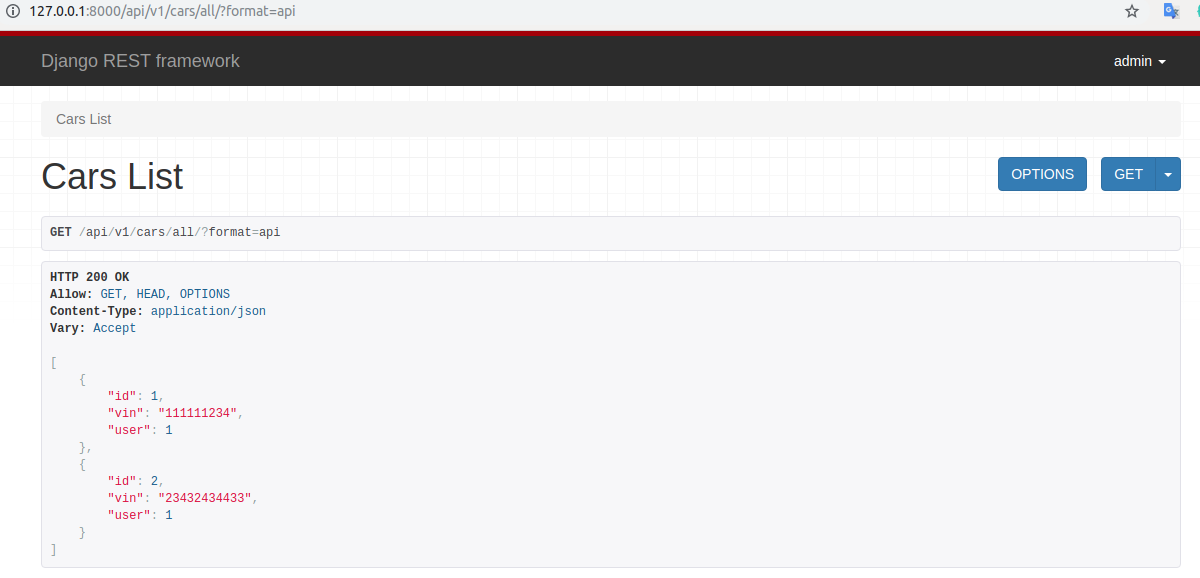 127.0.0.1:8000/api/v1/cars/all/?format=api
Django REST framework
admin
Cars List
Cars List
OPTIONS
GET
GET /api/v1/cars/all/?format=api
HTTP 200 OK
Allow: GET, HEAD, OPTIONS
Content-Type: application/json
Vary: Accept
[
    {
        "id": 1,
        "vin": "111111234",
        "user": 1
    },
    {
        "id": 2,
        "vin": "23432434433",
        "user": 1
    }
]